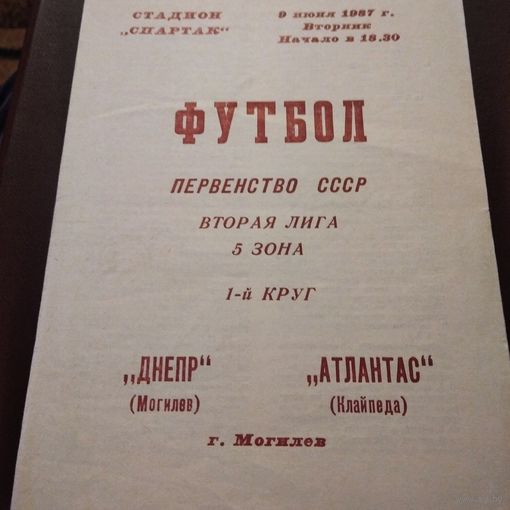 СТАДИОН
„СПАРТАК“
9 июня 1987 г.
Вторник
Начало в 18.30
ФУТБОЛ
ПЕРВЕНСТВО СССР
ВТОРАЯ ЛИГА
5 ЗОНА
1-й КРУГ
„ДНЕПР“
(Могилев)
„АТЛАНТАС“
(Клайпеда)
г. Могилев